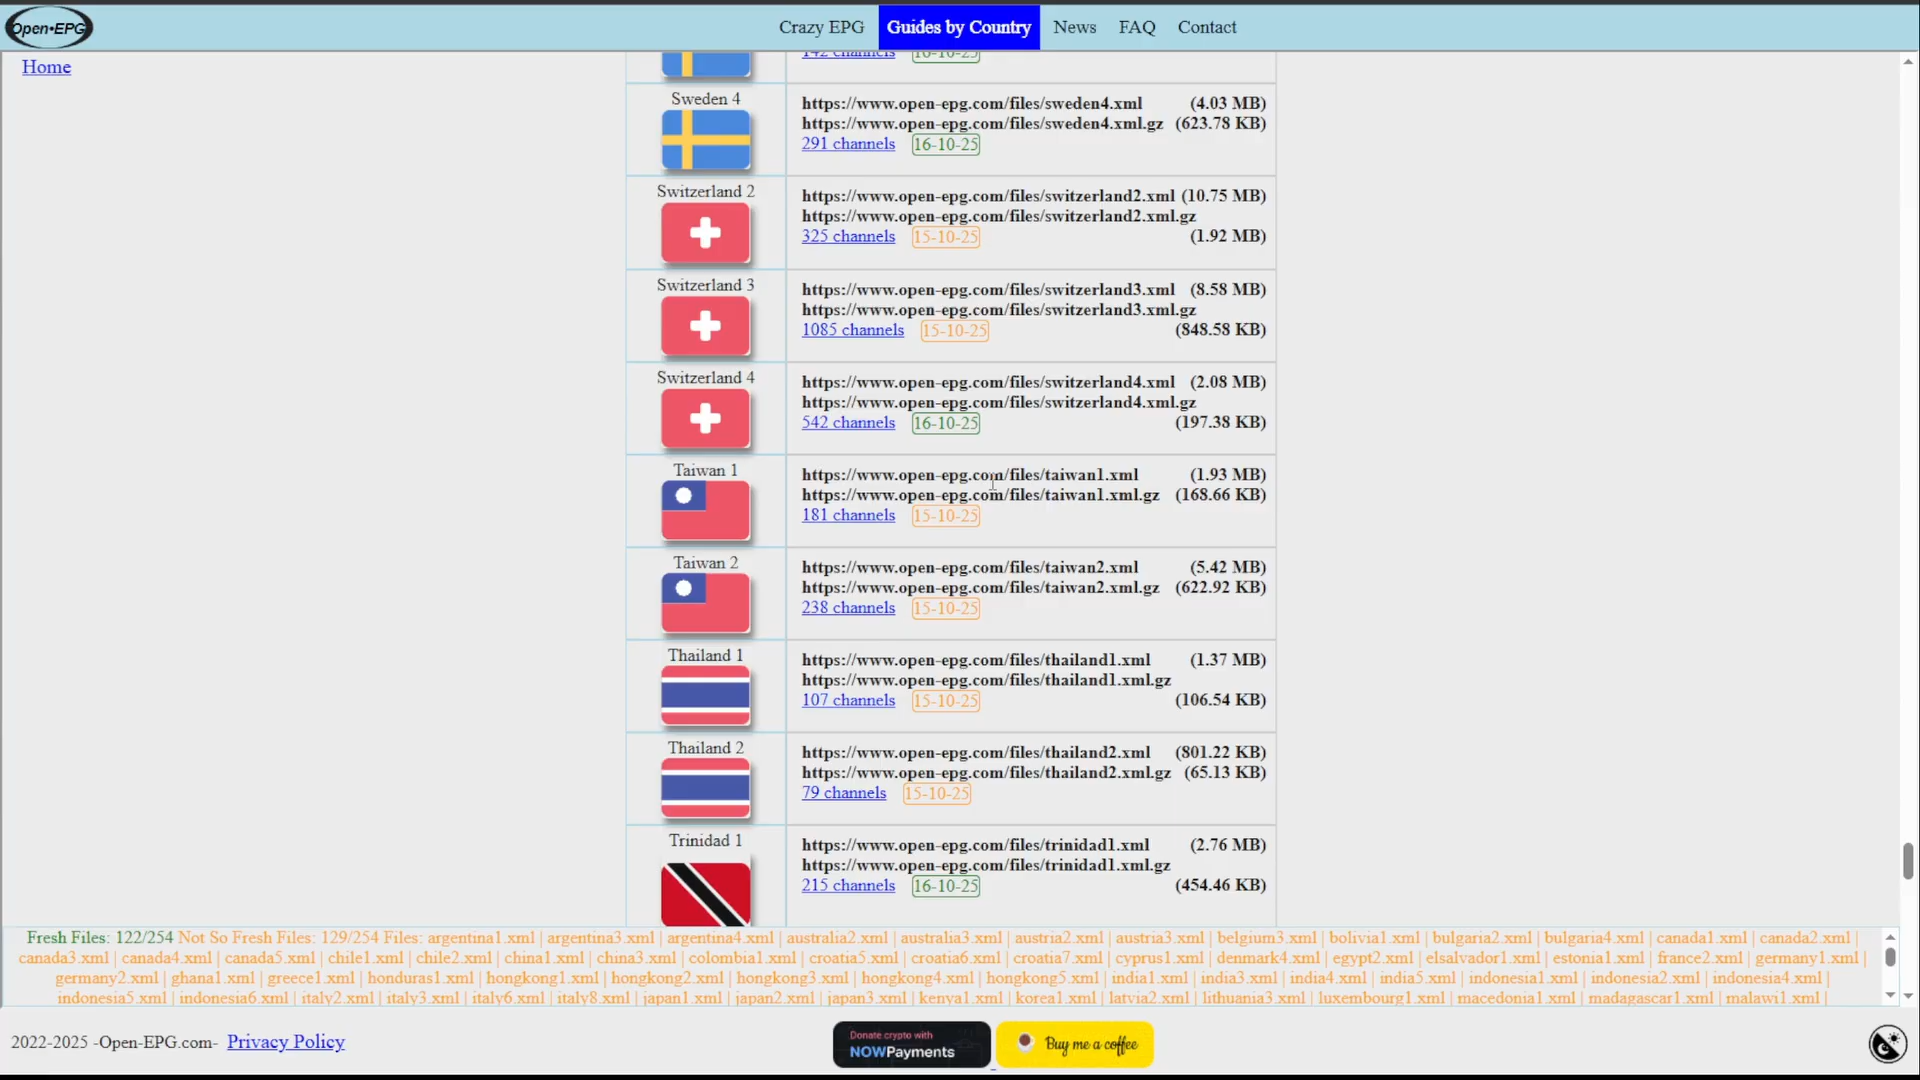 Open•EPG
Crazy EPG
Guides by Country
News
FAQ
Contact
Home
142 channels 16-10-25
Sweden 4
https://www.open-epg.com/files/sweden4.xml (4.03 MB)
https://www.open-epg.com/files/sweden4.xml.gz (623.78 KB)
291 channels 16-10-25
Switzerland 2
https://www.open-epg.com/files/switzerland2.xml (10.75 MB)
https://www.open-epg.com/files/switzerland2.xml.gz
325 channels 15-10-25 (1.92 MB)
Switzerland 3
https://www.open-epg.com/files/switzerland3.xml (8.58 MB)
https://www.open-epg.com/files/switzerland3.xml.gz
1085 channels 15-10-25 (848.58 KB)
Switzerland 4
https://www.open-epg.com/files/switzerland4.xml (2.08 MB)
https://www.open-epg.com/files/switzerland4.xml.gz
542 channels 16-10-25 (197.38 KB)
Taiwan 1
https://www.open-epg.com/files/taiwan1.xml (1.93 MB)
https://www.open-epg.com/files/taiwan1.xml.gz (168.66 KB)
181 channels 15-10-25
Taiwan 2
https://www.open-epg.com/files/taiwan2.xml (5.42 MB)
https://www.open-epg.com/files/taiwan2.xml.gz (622.92 KB)
238 channels 15-10-25
Thailand 1
https://www.open-epg.com/files/thailand1.xml (1.37 MB)
https://www.open-epg.com/files/thailand1.xml.gz
107 channels 15-10-25 (106.54 KB)
Thailand 2
https://www.open-epg.com/files/thailand2.xml (801.22 KB)
https://www.open-epg.com/files/thailand2.xml.gz (65.13 KB)
79 channels 15-10-25
Trinidad 1
https://www.open-epg.com/files/trinidad1.xml (2.76 MB)
https://www.open-epg.com/files/trinidad1.xml.gz
215 channels 16-10-25 (454.46 KB)
Fresh Files: 122/254 Not So Fresh Files: 129/254 Files: argentina1.xml | argentina3.xml | argentina4.xml | australia2.xml | australia3.xml | austria2.xml | austria3.xml | belgium3.xml | bolivia1.xml | bulgaria2.xml | bulgaria4.xml | canada1.xml | canada2.xml |
canada3.xml | canada4.xml | canada5.xml | chile1.xml | chile2.xml | china1.xml | china3.xml | colombia1.xml | croatia5.xml | croatia6.xml | croatia7.xml | cyprus1.xml | denmark4.xml | egypt2.xml | elsalvador1.xml | estonia1.xml | france2.xml | germany1.xml |
germany2.xml | ghana1.xml | greece1.xml | honduras1.xml | hongkong1.xml | hongkong2.xml | hongkong3.xml | hongkong4.xml | hongkong5.xml | india1.xml | india3.xml | india4.xml | india5.xml | indonesia1.xml | indonesia2.xml | indonesia4.xml |
indonesia5.xml | indonesia6.xml | italy2.xml | italy3.xml | italy6.xml | italy8.xml | japan1.xml | japan2.xml | japan3.xml | kenya1.xml | korea1.xml | latvia2.xml | lithuania3.xml | luxembourg1.xml | macedonia1.xml | madagascar1.xml | malawi1.xml |
2022-2025 -Open-EPG.com- Privacy Policy
Donate crypto with
NOWPayments
Buy me a coffee